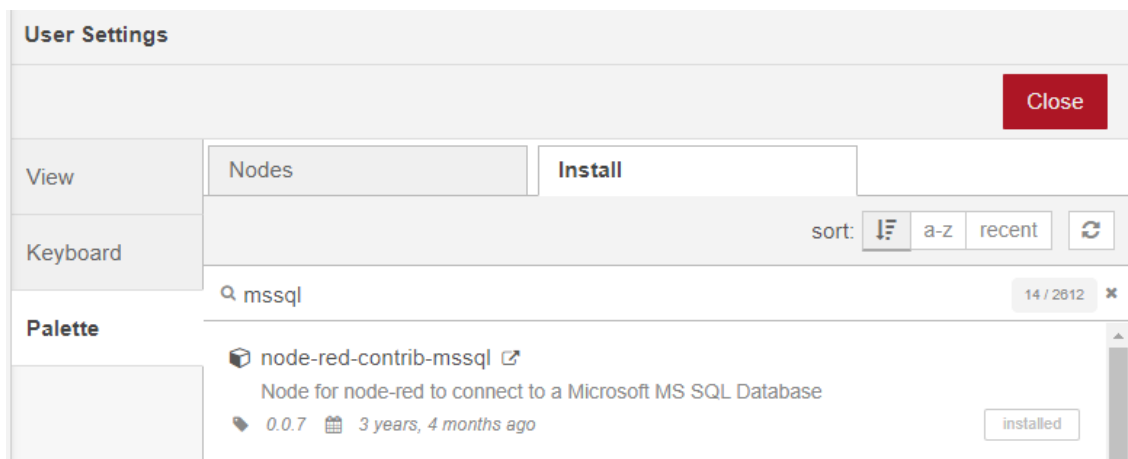 User Settings
Close
View
Nodes
Install
sort:
a-z
recent
Keyboard
mssql
14 / 2612
Palette
node-red-contrib-mssql
Node for node-red to connect to a Microsoft MS SQL Database
0.0.7
3 years, 4 months ago
installed